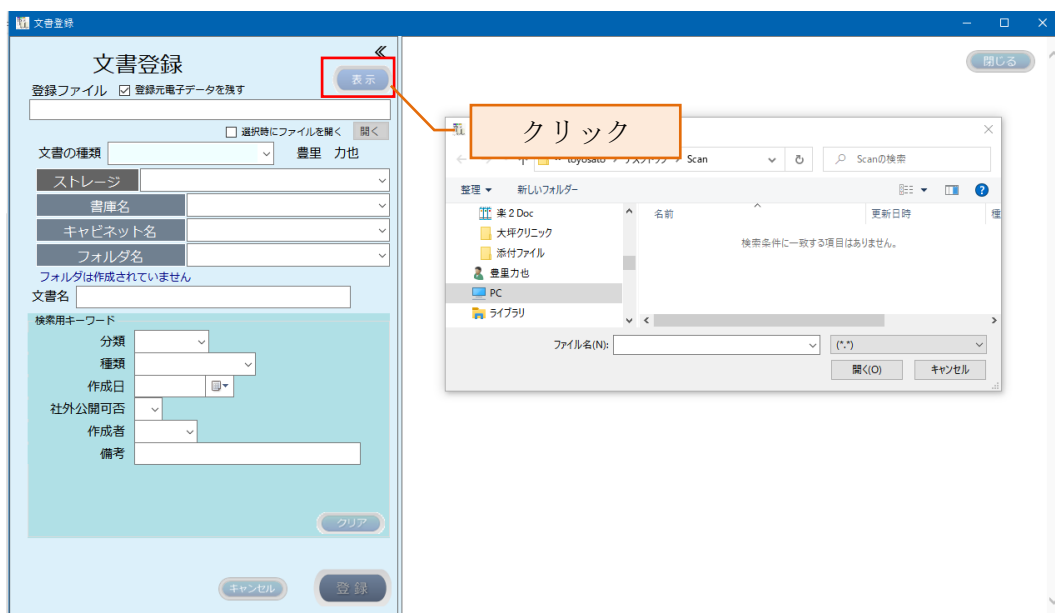 文書登録
文書登録
«
表示
登録ファイル 登録元電子データを残す
選択時にファイルを開く 開く
文書の種類 豊里 力也
ストレージ
書庫名
キャビネット名
フォルダ名
フォルダは作成されていません
文書名
検索用キーワード
分類
種類
作成日
社外公開可否
作成者
備考
クリア
キャンセル 登録
閉じる
クリック
toyosato › デスクトップ › Scan Scanの検索
整理 新しいフォルダー
楽2 Doc
大坪クリニック
添付ファイル
豊里力也
PC
ライブラリ
名前 更新日時 種
検索条件に一致する項目はありません。
ファイル名(N): (*.*)
開く(O) キャンセル